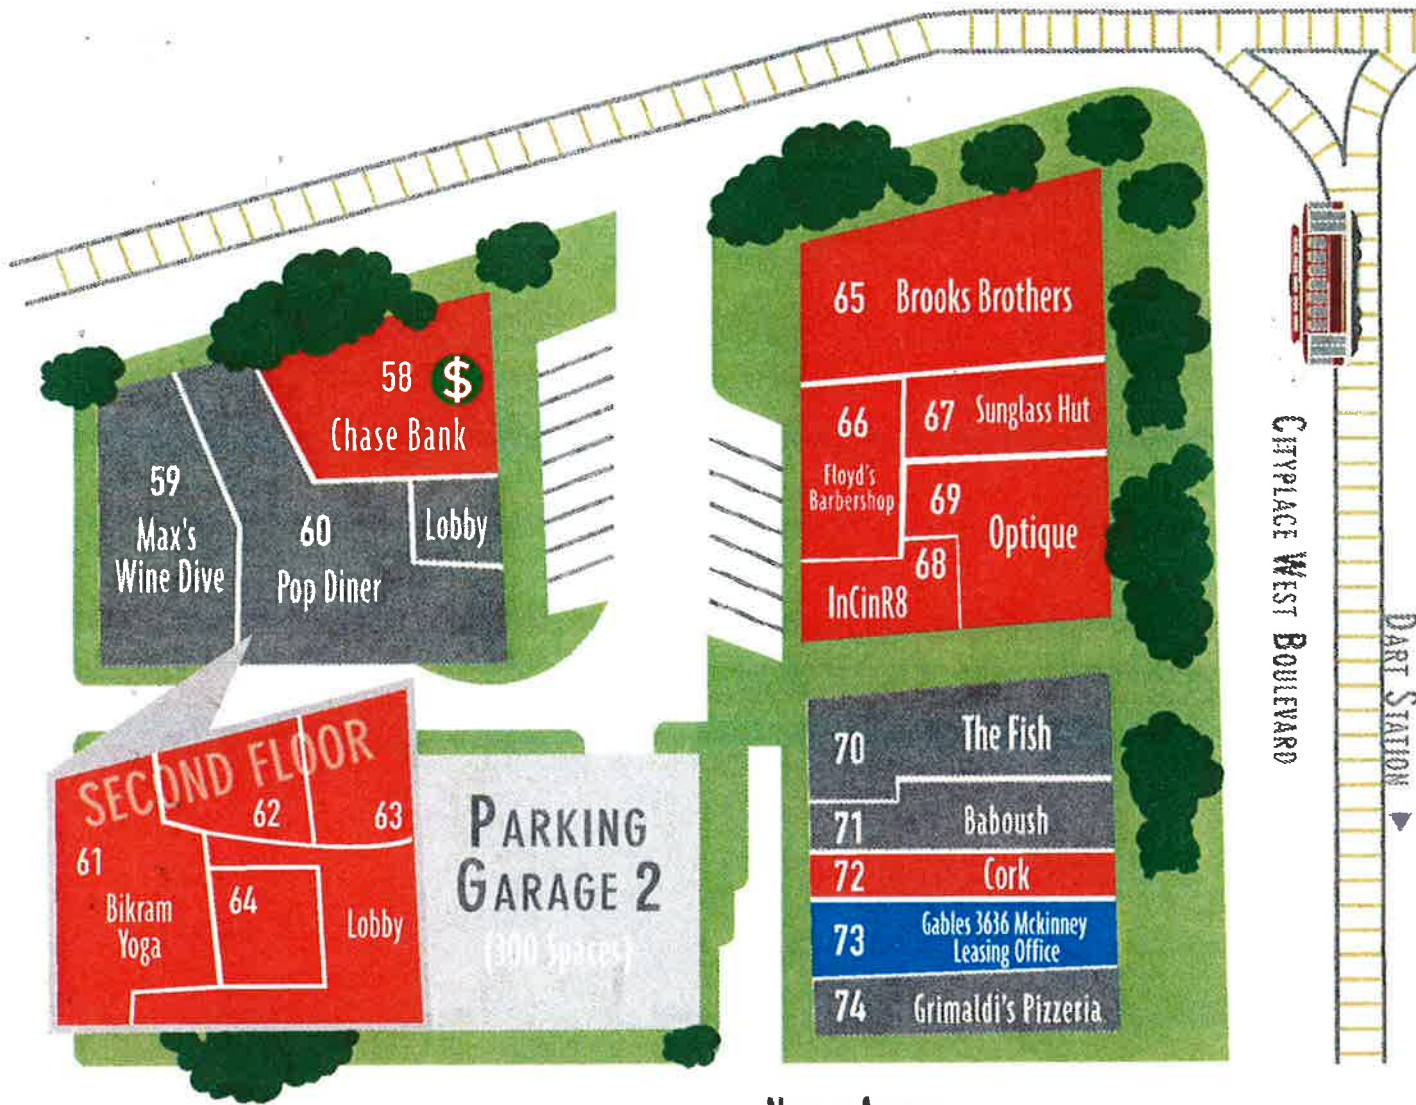 58 $
Chase Bank
59
Max's
Wine Dive
60
Pop Diner
Lobby
65 Brooks Brothers
66
Floyd's
Barbershop
67 Sunglass Hut
69
Optique
68
InCinR8
CITYPLACE WEST BOULEVARD
DART STATION
SECOND FLOOR
61
Bikram
Yoga
62
63
64
Lobby
PARKING
GARAGE 2
(300 Spaces)
70 The Fish
71 Baboush
72 Cork
73 Gables 3636 Mckinney
Leasing Office
74 Grimaldi's Pizzeria